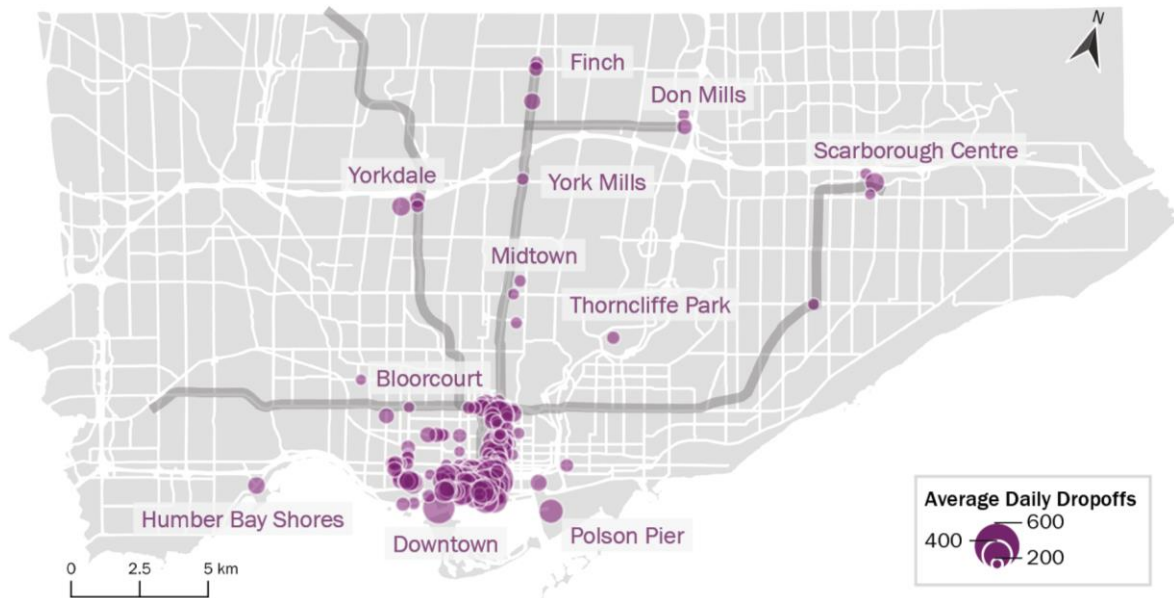 N
Finch
Don Mills
Scarborough Centre
Yorkdale
York Mills
Midtown
Thorncliffe Park
Bloorcourt
Humber Bay Shores
Downtown
Polson Pier
Average Daily Dropoffs
600
400
200
0 2.5 5 km